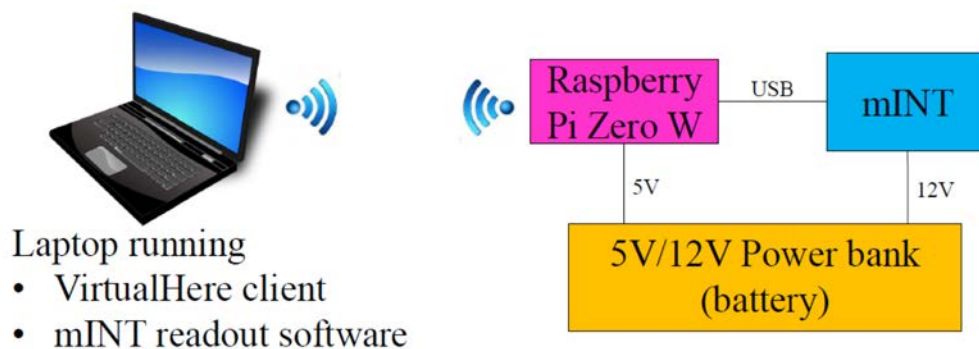 Raspberry
Pi Zero W
USB
mINT
5V
12V
5V/12V Power bank
(battery)
Laptop running
• VirtualHere client
• mINT readout software